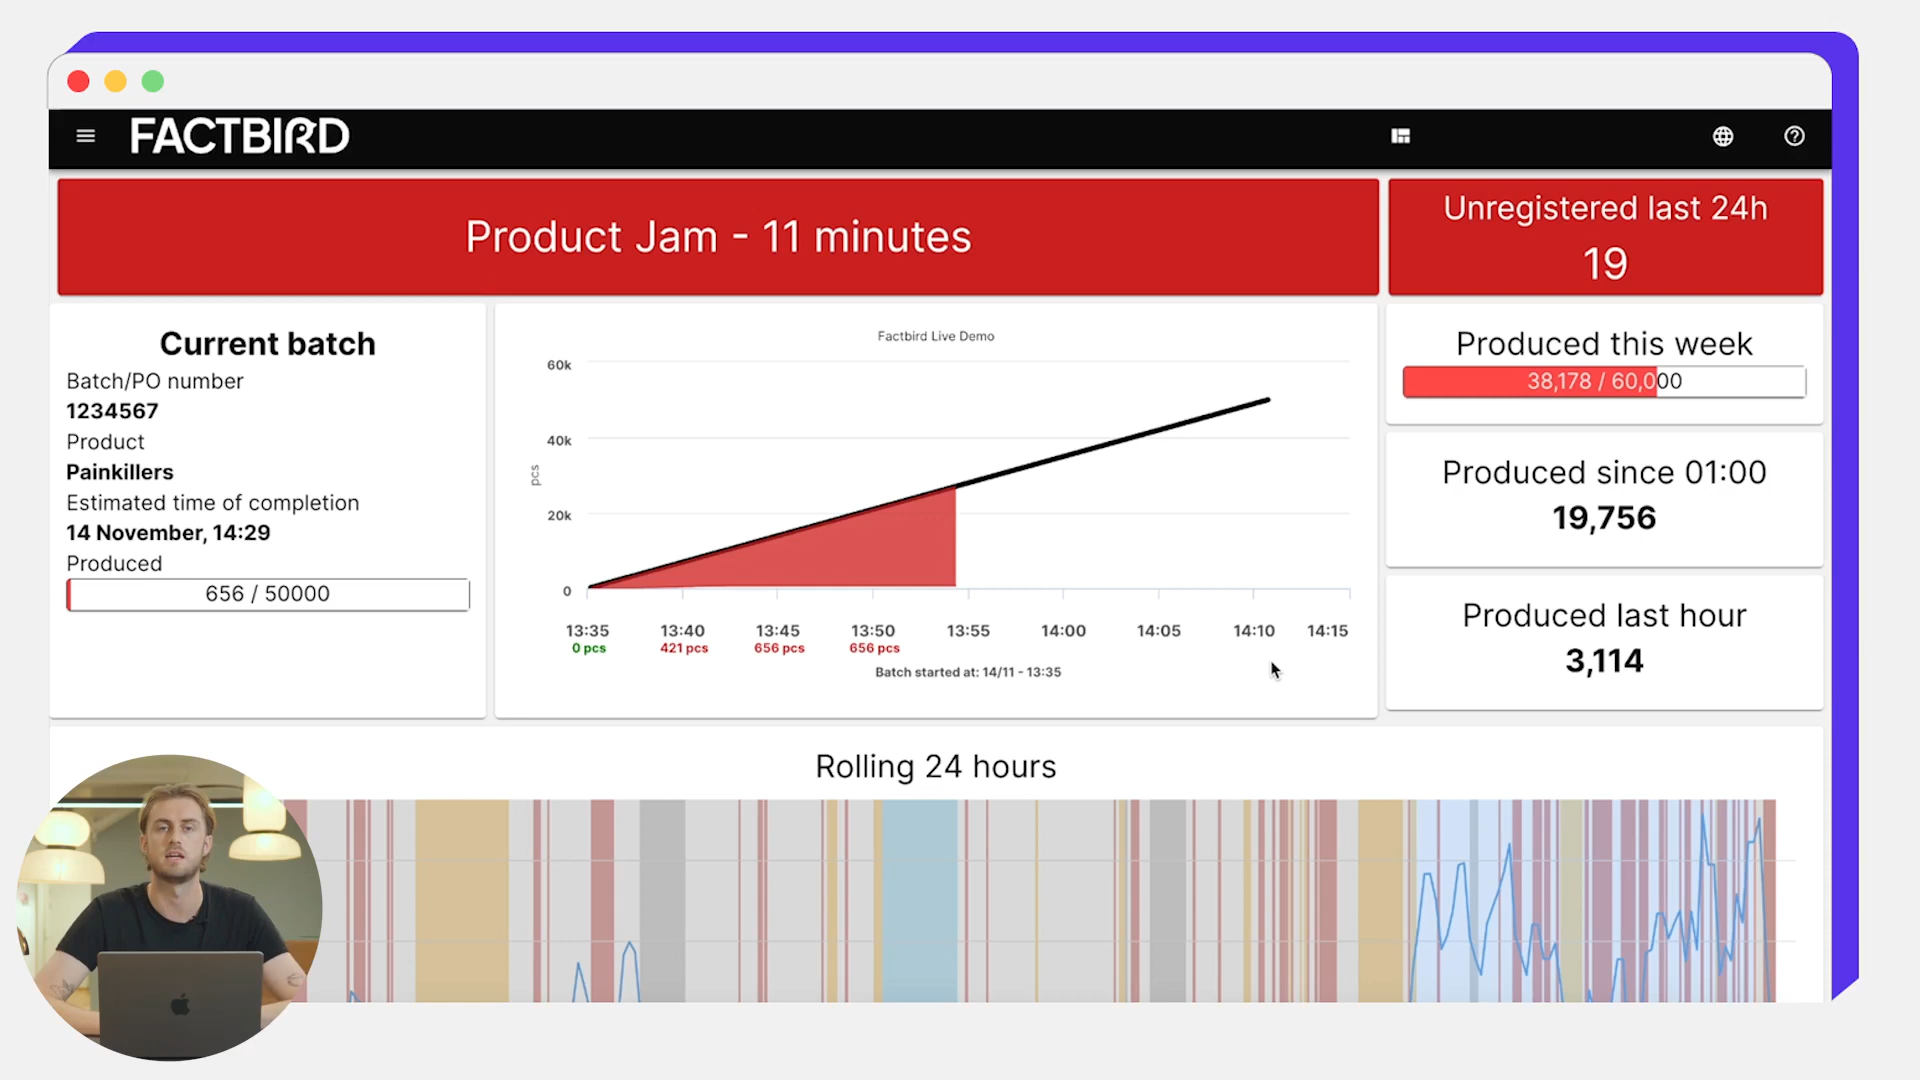 FACTBIRD
Product Jam - 11 minutes
Unregistered last 24h
19
Current batch
Batch/PO number
1234567
Product
Painkillers
Estimated time of completion
14 November, 14:29
Produced
656 / 50000
Factbird Live Demo
60k
40k
20k
0
pcs
13:35 13:40 13:45 13:50 13:55 14:00 14:05 14:10 14:15
0 pcs 421 pcs 656 pcs 656 pcs
Batch started at: 14/11 - 13:35
Produced this week
38,178 / 60,000
Produced since 01:00
19,756
Produced last hour
3,114
Rolling 24 hours